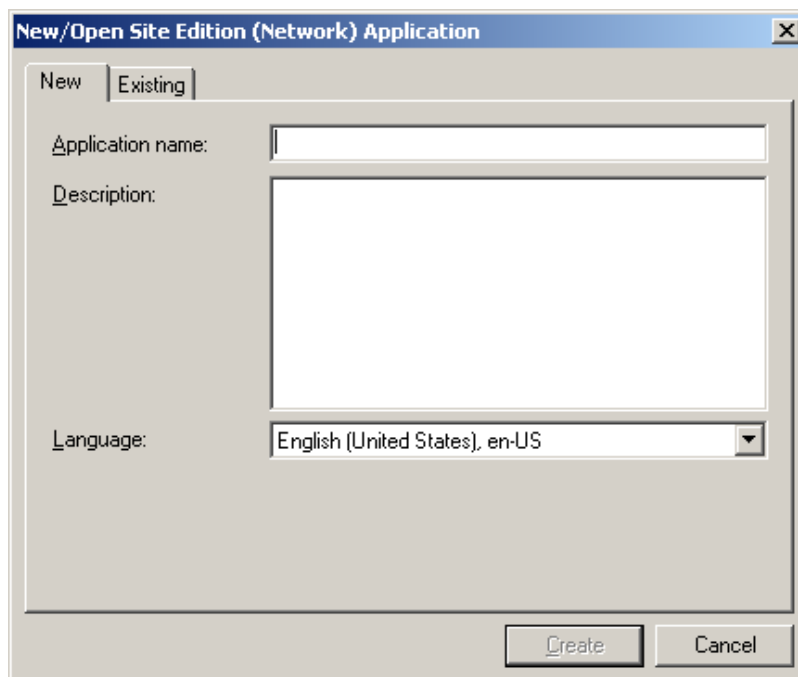 New/Open Site Edition (Network) Application
New Existing
Application name:
Description:
Language: English (United States), en-US
Create Cancel